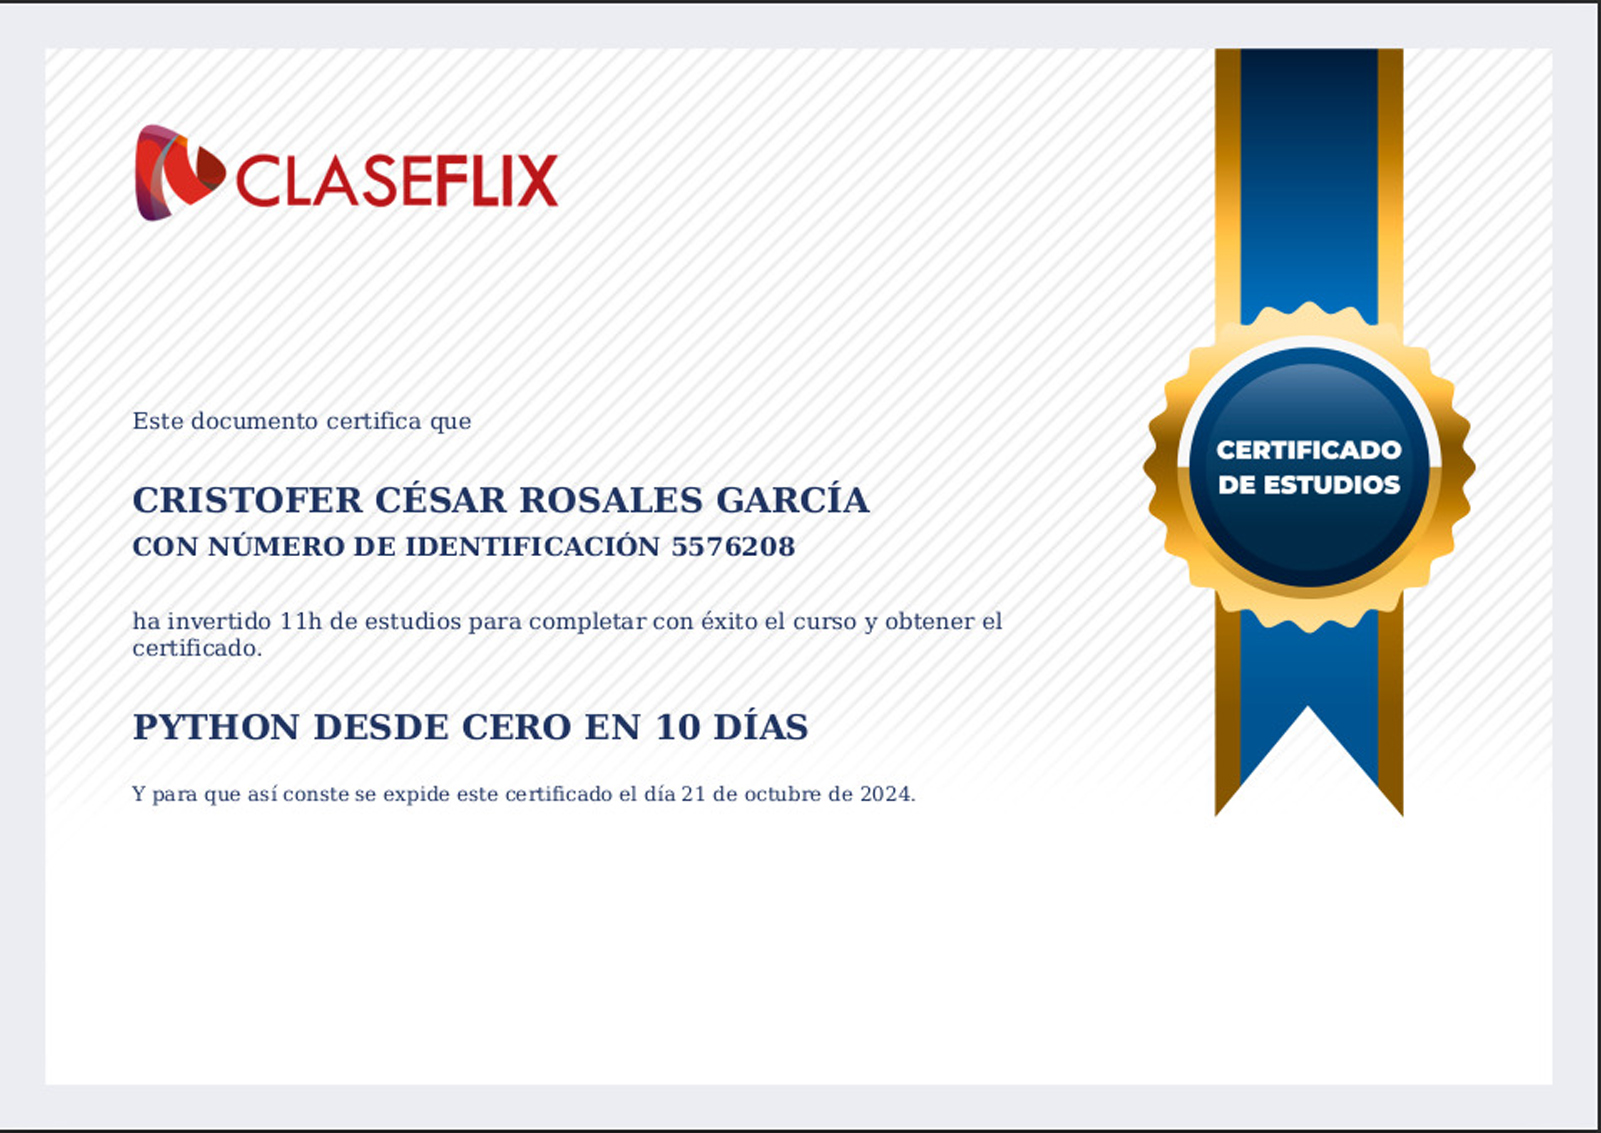 CLASEFLIX
Este documento certifica que
CRISTOFER CÉSAR ROSALES GARCÍA
CON NÚMERO DE IDENTIFICACIÓN 5576208
ha invertido 11h de estudios para completar con éxito el curso y obtener el
certificado.
PYTHON DESDE CERO EN 10 DÍAS
Y para que así conste se expide este certificado el día 21 de octubre de 2024.
CERTIFICADO
DE ESTUDIOS